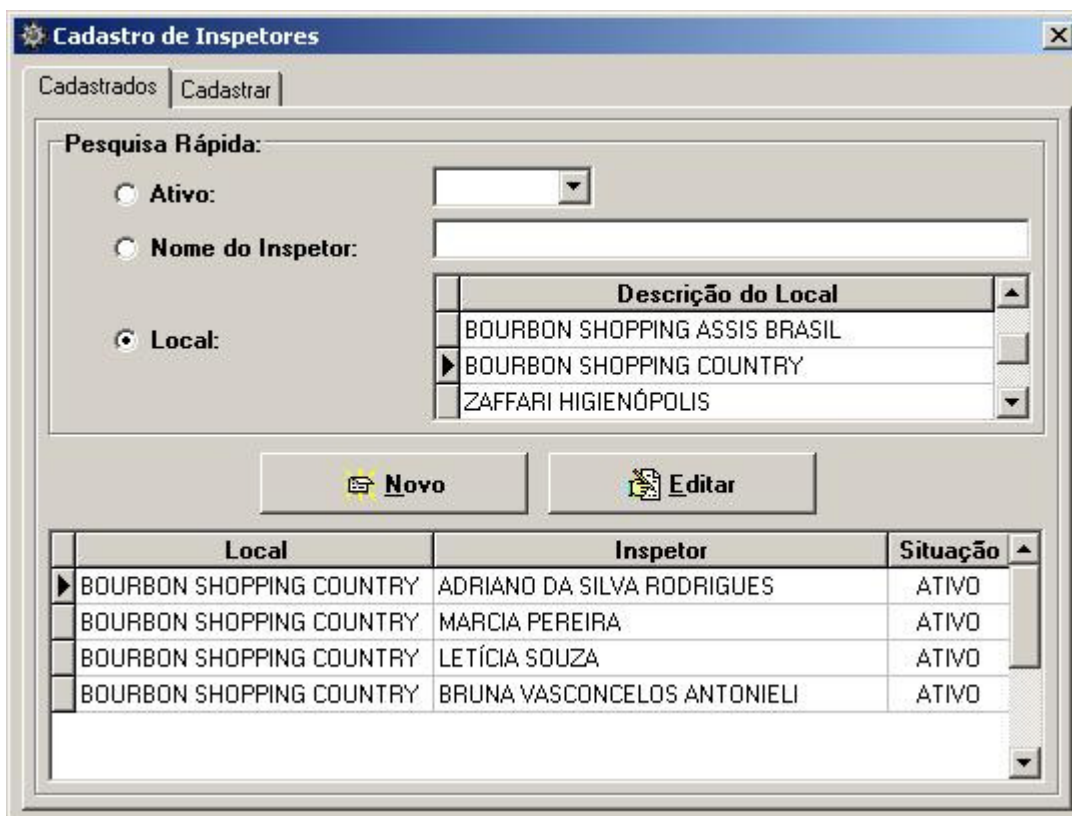 Cadastro de Inspetores
Cadastrados Cadastrar
Pesquisa Rápida:
Ativo:
Nome do Inspetor:
Local:
Descrição do Local
BOURBON SHOPPING ASSIS BRASIL
BOURBON SHOPPING COUNTRY
ZAFFARI HIGIENÓPOLIS
Novo Editar
Local Inspetor Situação
BOURBON SHOPPING COUNTRY ADRIANO DA SILVA RODRIGUES ATIVO
BOURBON SHOPPING COUNTRY MARCIA PEREIRA ATIVO
BOURBON SHOPPING COUNTRY LETÍCIA SOUZA ATIVO
BOURBON SHOPPING COUNTRY BRUNA VASCONCELOS ANTONIELI ATIVO